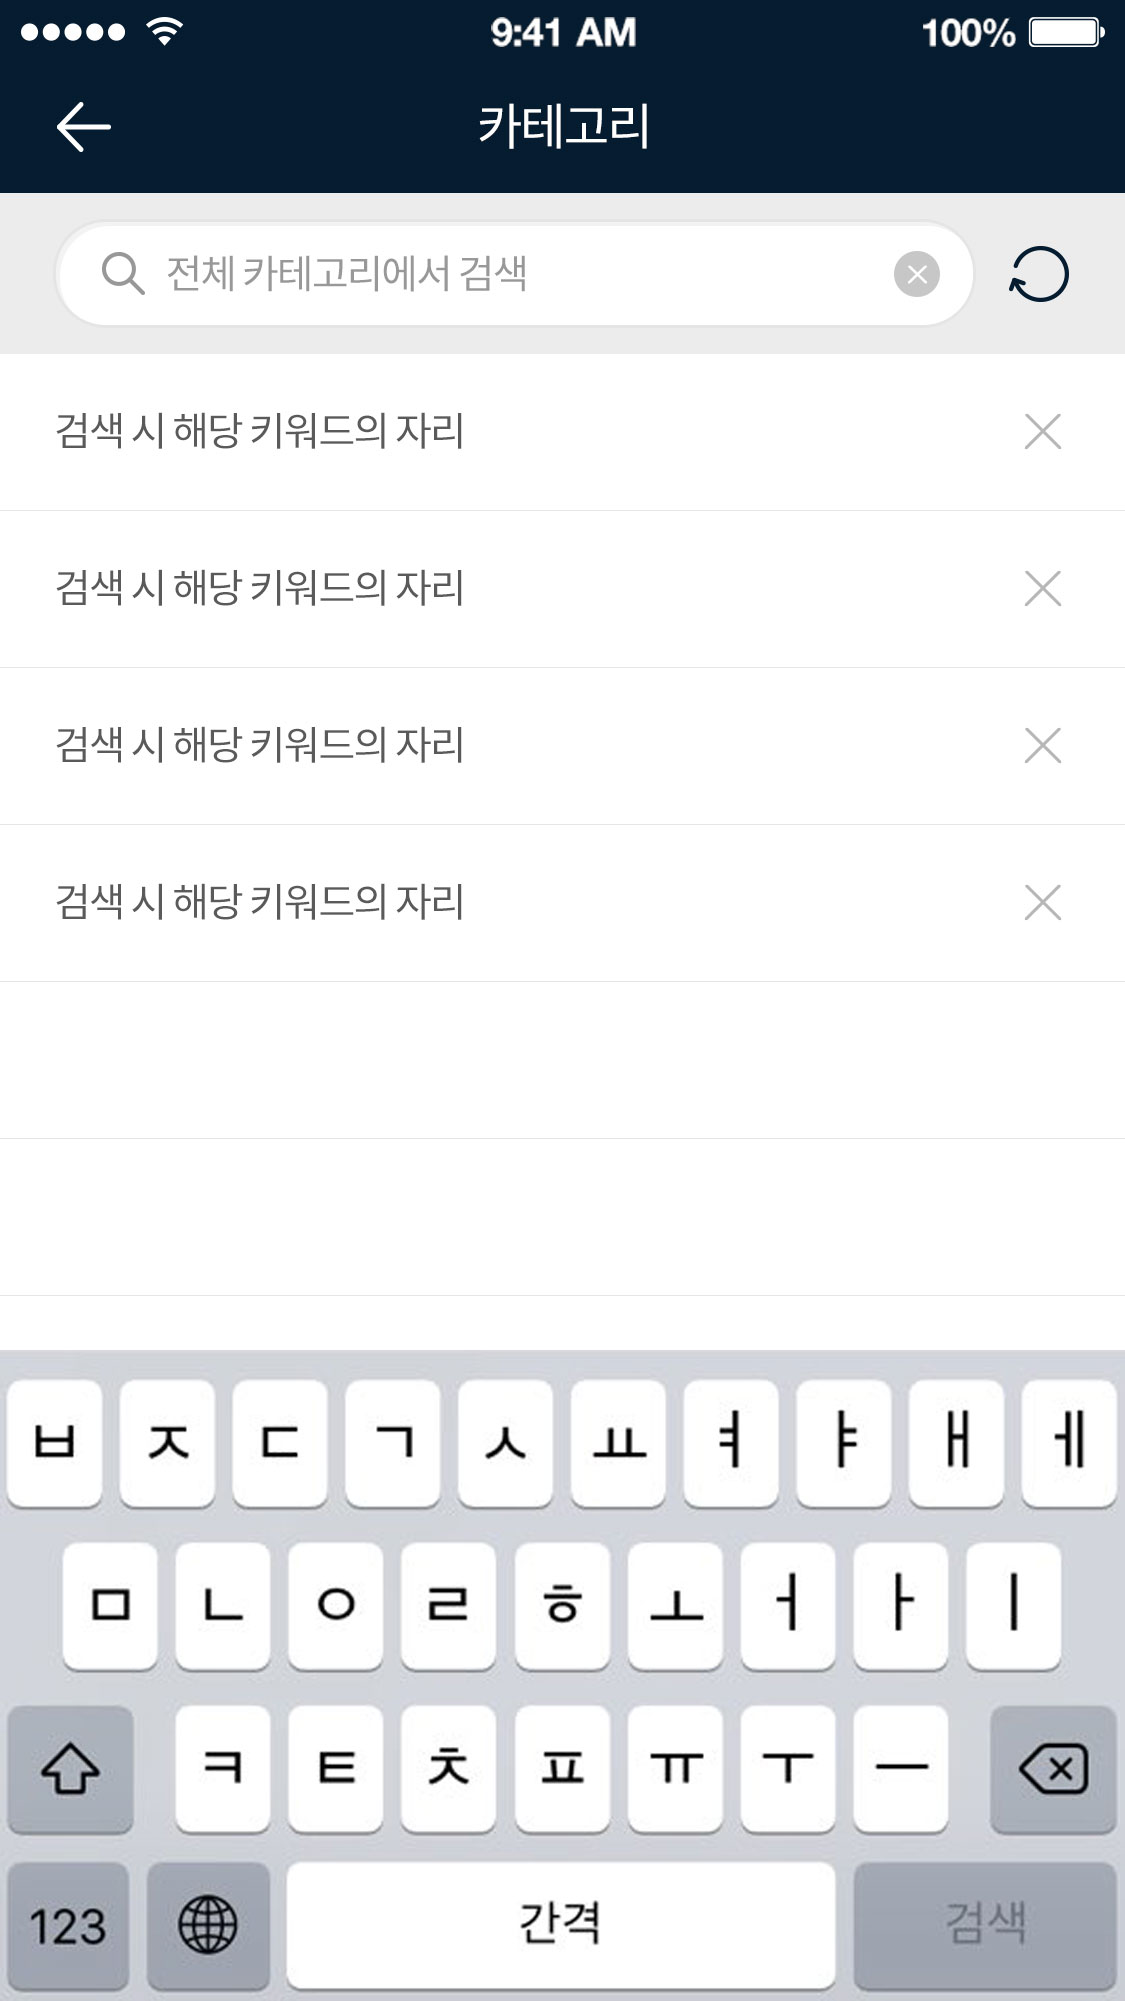 9:41 AM 100%
카테고리
전체 카테고리에서 검색
검색 시 해당 키워드의 자리
검색 시 해당 키워드의 자리
검색 시 해당 키워드의 자리
검색 시 해당 키워드의 자리
ㅂ ㅈ ㄷ ㄱ ㅅ ㅛ ㅕ ㅑ ㅐ ㅔ
ㅁ ㄴ ㅇ ㄹ ㅎ ㅗ ㅓ ㅏ ㅣ
ㅋ ㅌ ㅊ ㅍ ㅠ ㅜ ㅡ
123 간격 검색